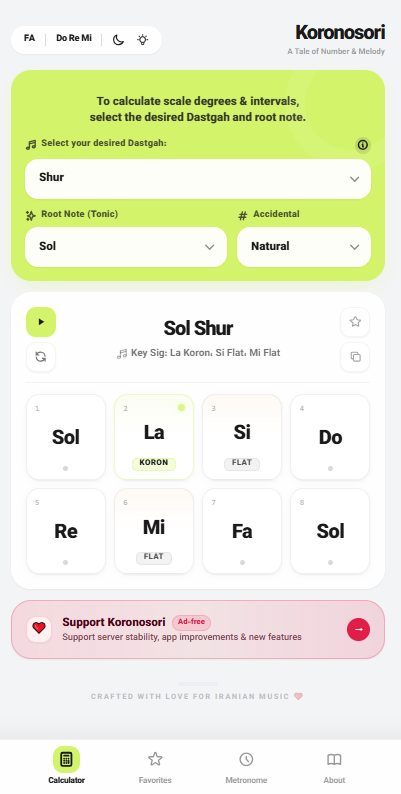 FA
Do Re Mi
Koronosori
A Tale of Number & Melody
To calculate scale degrees & intervals,
select the desired Dastgah and root note.
Select your desired Dastgah:
Shur
Root Note (Tonic)
# Accidental
Sol
Natural
Sol Shur
Key Sig: La Koron، Si Flat، Mi Flat
1
Sol
2
La
KORON
3
Si
FLAT
4
Do
5
Re
6
Mi
FLAT
7
Fa
8
Sol
Support Koronosori Ad-free
Support server stability, app improvements & new features
CRAFTED WITH LOVE FOR IRANIAN MUSIC
Calculator
Favorites
Metronome
About